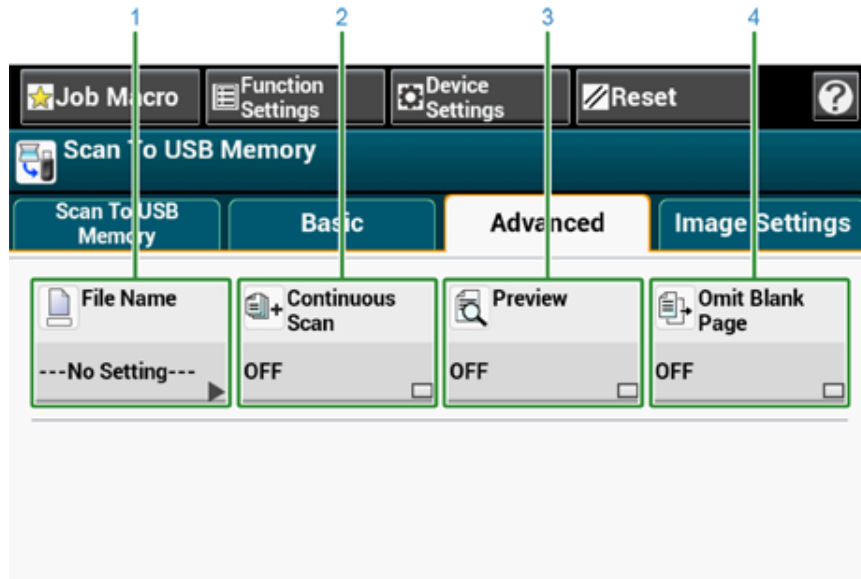 1 2 3 4
Job Macro Function Settings Device Settings Reset ?
Scan To USB Memory
Scan To USB Memory Basic Advanced Image Settings
File Name Continuous Scan Preview Omit Blank Page
---No Setting--- OFF OFF OFF